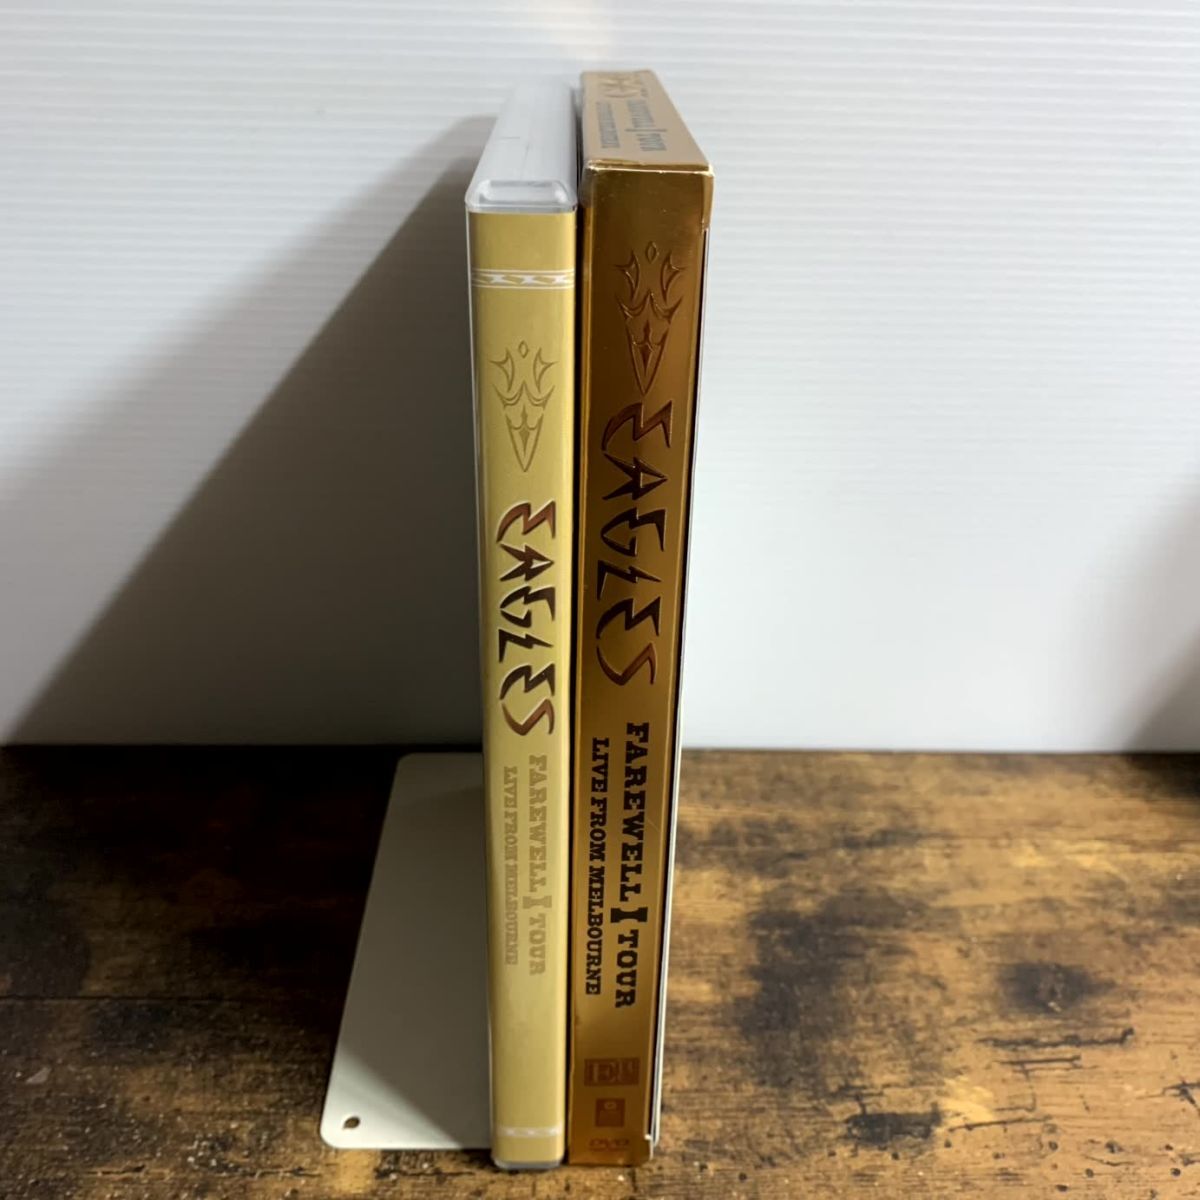 EAGLES
FAREWELL I TOUR
LIVE FROM MELBOURNE
EAGLES
FAREWELL I TOUR
LIVE FROM MELBOURNE
DVD